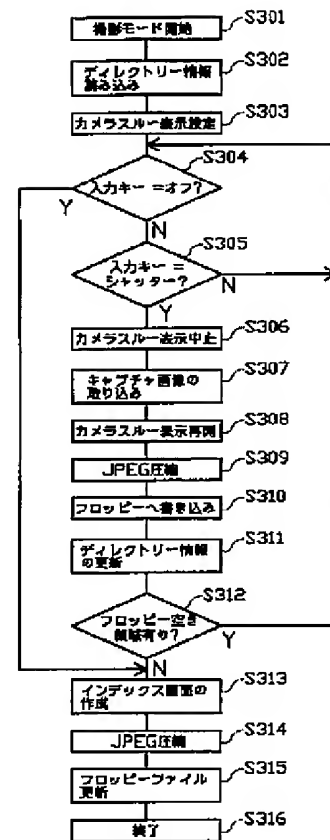 S301
撮影モード開始
S302
ディレクトリー情報
読み込み
S303
カメラスルー表示設定
S304
入力キー=オフ?
Y
N
S305
入力キー=
シャッター?
N
Y
S306
カメラスルー表示中止
S307
キャプチャ画像の
取り込み
S308
カメラスルー表示再開
S309
JPEG圧縮
S310
フロッピーへ書き込み
S311
ディレクトリー情報
の更新
S312
フロッピー空き
領域有り?
Y
N
S313
インデックス画面の
作成
S314
JPEG圧縮
S315
フロッピーファイル
更新
S316
終了